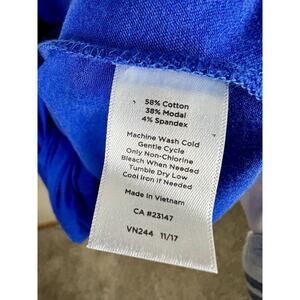 58% Cotton
38% Modal
4% Spandex
Machine Wash Cold
Gentle Cycle
Only Non-Chlorine
Bleach When Needed
Tumble Dry Low
Cool Iron if Needed
Made in Vietnam
CA #23147
VN244 11/17